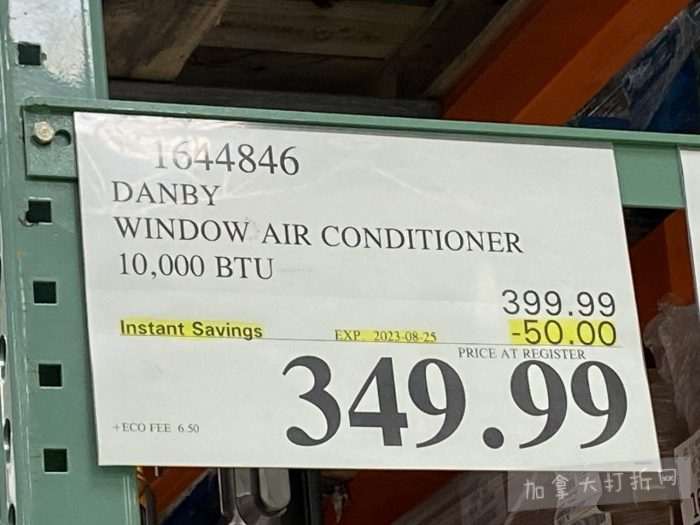 1644846
DANBY
WINDOW AIR CONDITIONER
10,000 BTU
399.99
Instant Savings EXP. 2023-08-25 -50.00
PRICE AT REGISTER
349.99
+ECO FEE 6.50
加拿大打折网